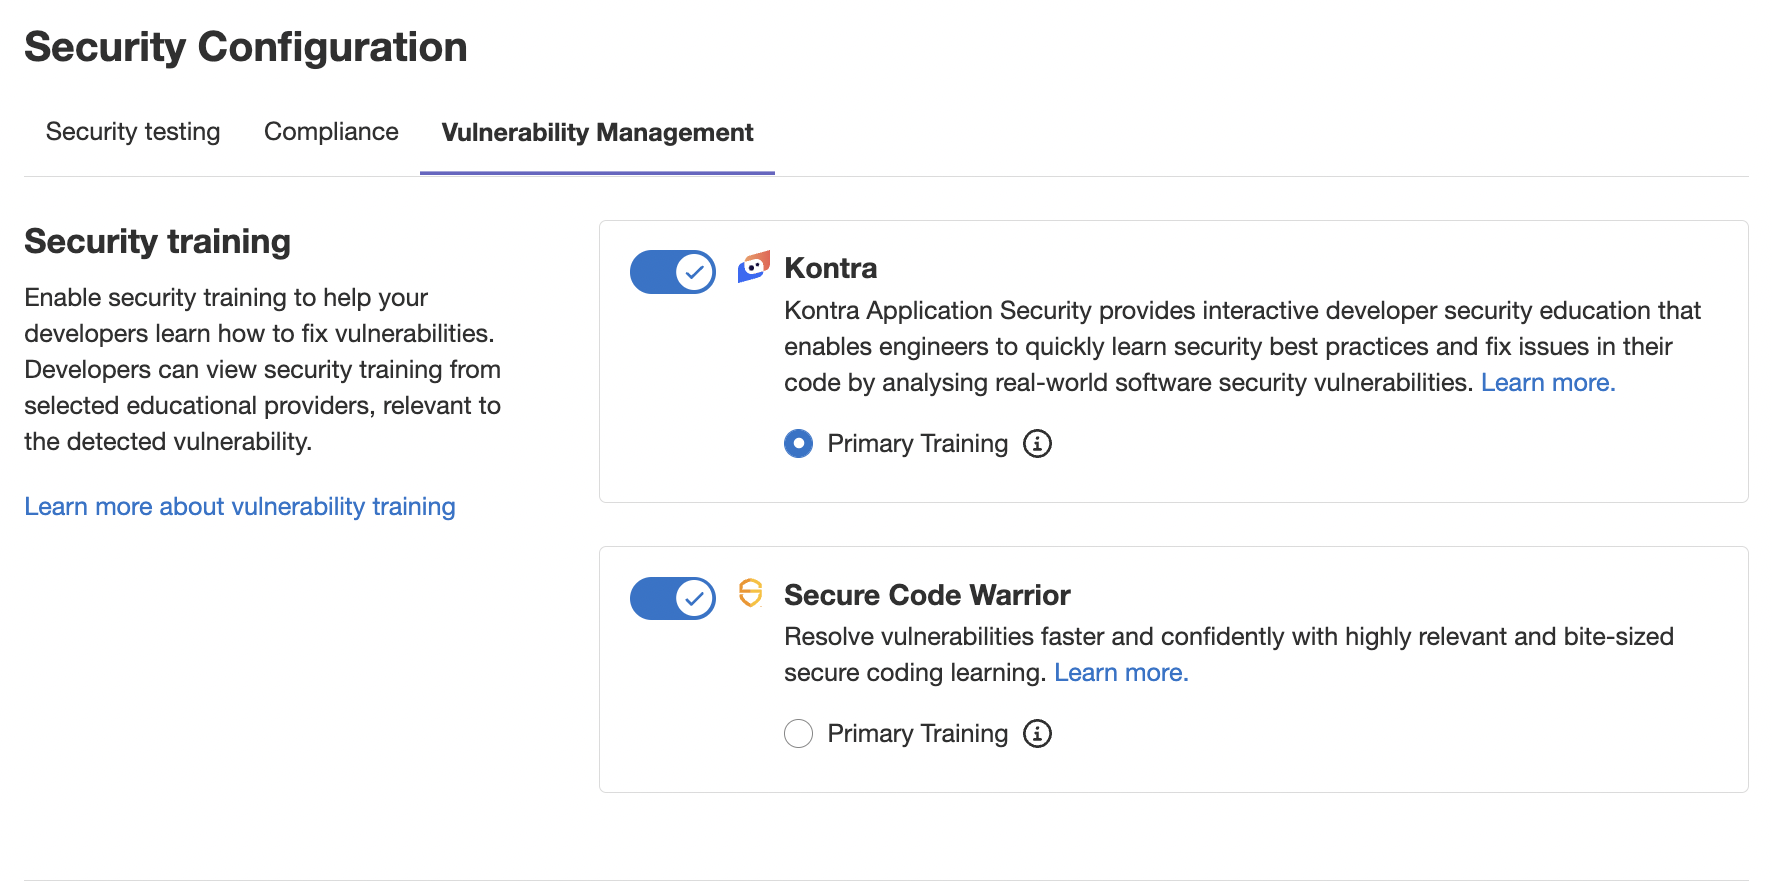 Security Configuration
Security testing Compliance Vulnerability Management
Security training
Enable security training to help your
developers learn how to fix vulnerabilities.
Developers can view security training from
selected educational providers, relevant to
the detected vulnerability.
Learn more about vulnerability training
Kontra
Kontra Application Security provides interactive developer security education that
enables engineers to quickly learn security best practices and fix issues in their
code by analysing real-world software security vulnerabilities. Learn more.
Primary Training
Secure Code Warrior
Resolve vulnerabilities faster and confidently with highly relevant and bite-sized
secure coding learning. Learn more.
Primary Training